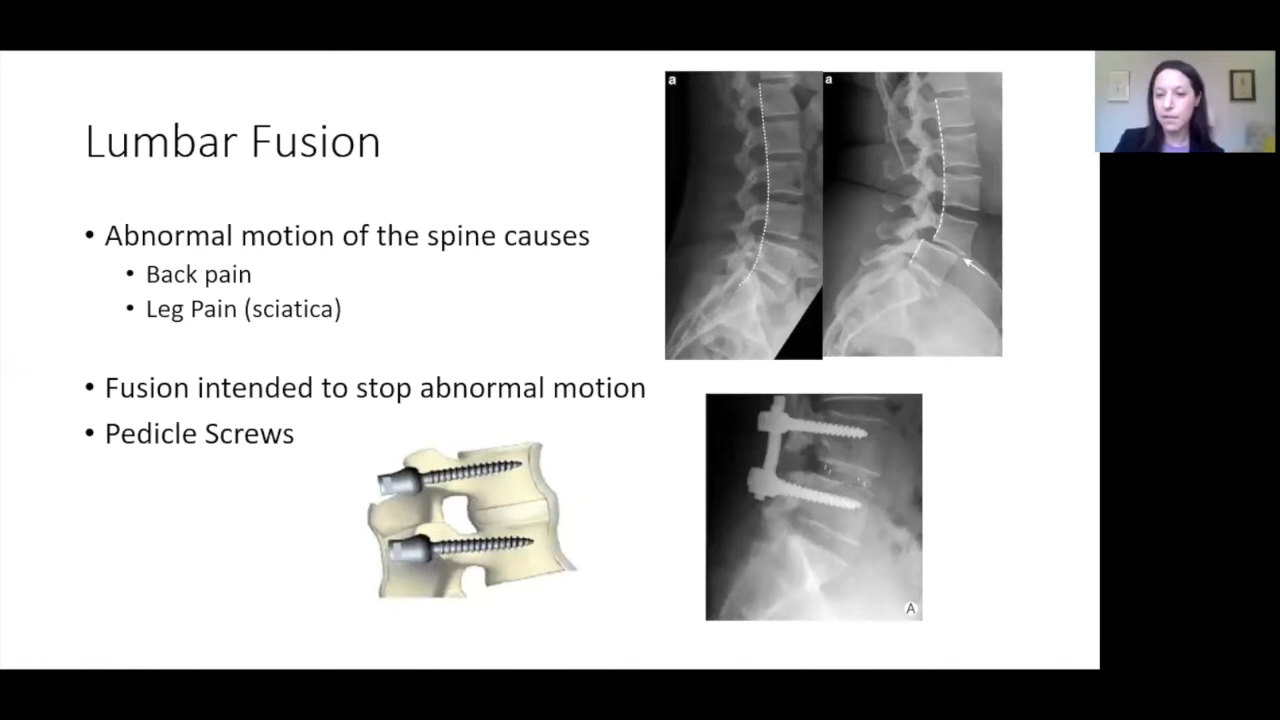 a
a
Lumbar Fusion
• Abnormal motion of the spine causes
• Back pain
• Leg Pain (sciatica)
• Fusion intended to stop abnormal motion
• Pedicle Screws
A